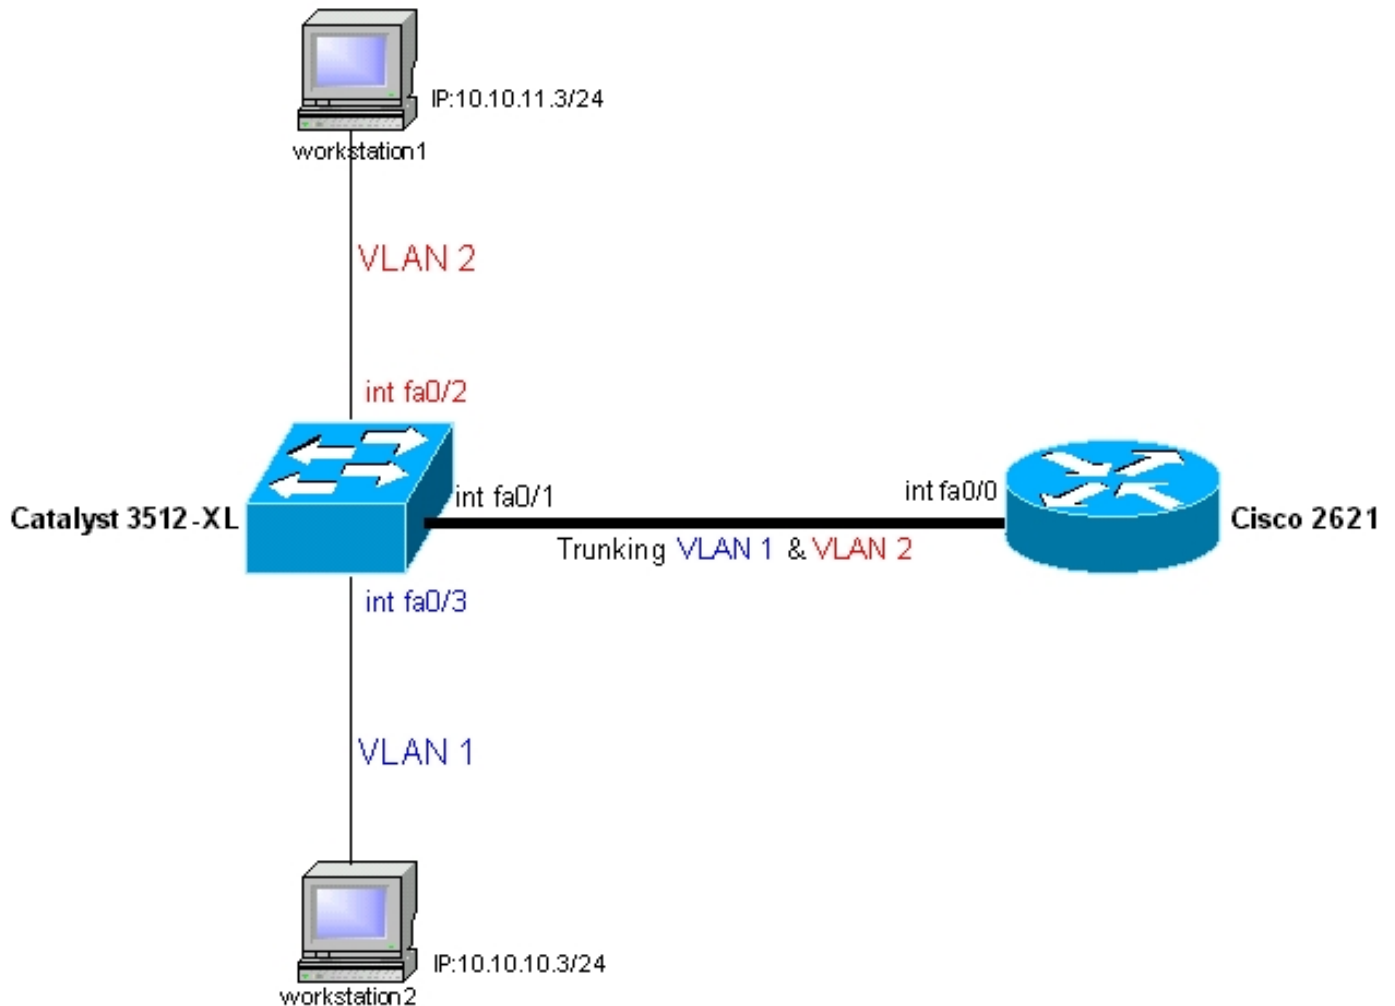 IP:10.10.11.3/24
workstation1
VLAN 2
int fa0/2
int fa0/1
int fa0/0
Catalyst 3512-XL
Cisco 2621
Trunking VLAN 1 & VLAN 2
int fa0/3
VLAN 1
IP:10.10.10.3/24
workstation2